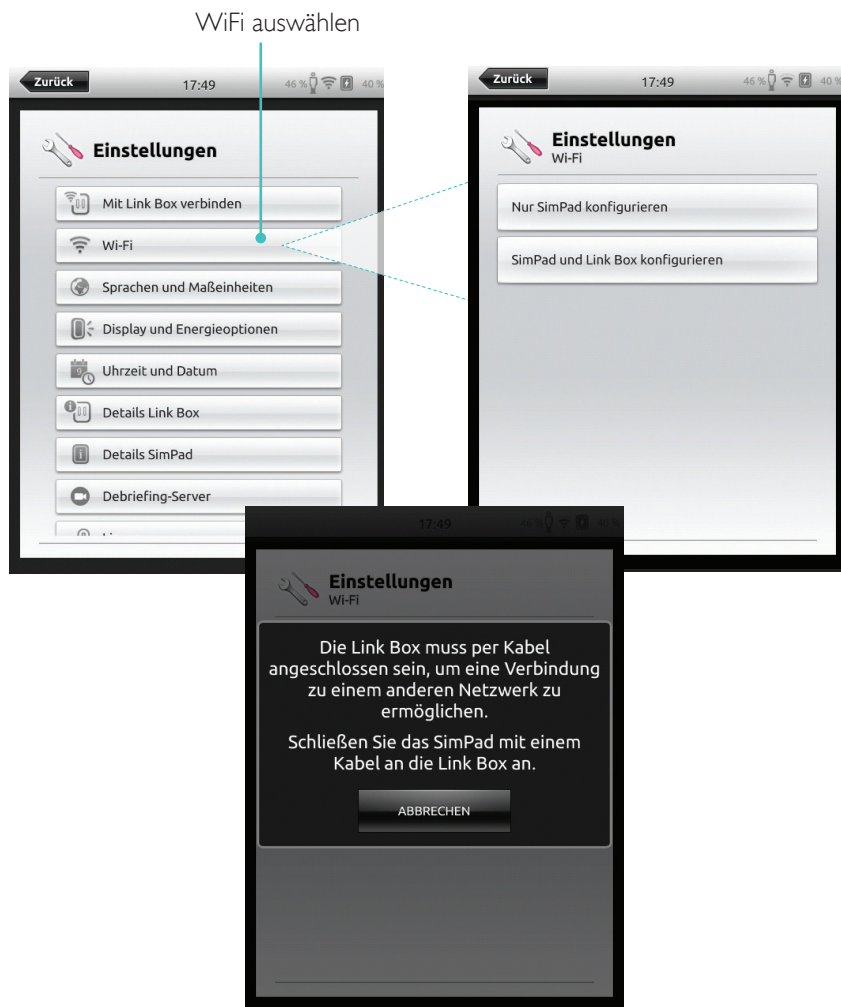 WiFi auswählen
Zurück 17:49 46 % 40 %
Einstellungen
Mit Link Box verbinden
Wi-Fi
Sprachen und Maßeinheiten
Display und Energieoptionen
Uhrzeit und Datum
9
Details Link Box
Details SimPad
Debriefing-Server
Zurück 17:49 46 % 40 %
Einstellungen
Wi-Fi
Nur SimPad konfigurieren
SimPad und Link Box konfigurieren
17:49 46 % 40 %
Einstellungen
Wi-Fi
Die Link Box muss per Kabel
angeschlossen sein, um eine Verbindung
zu einem anderen Netzwerk zu
ermöglichen.
Schließen Sie das SimPad mit einem
Kabel an die Link Box an.
ABBRECHEN